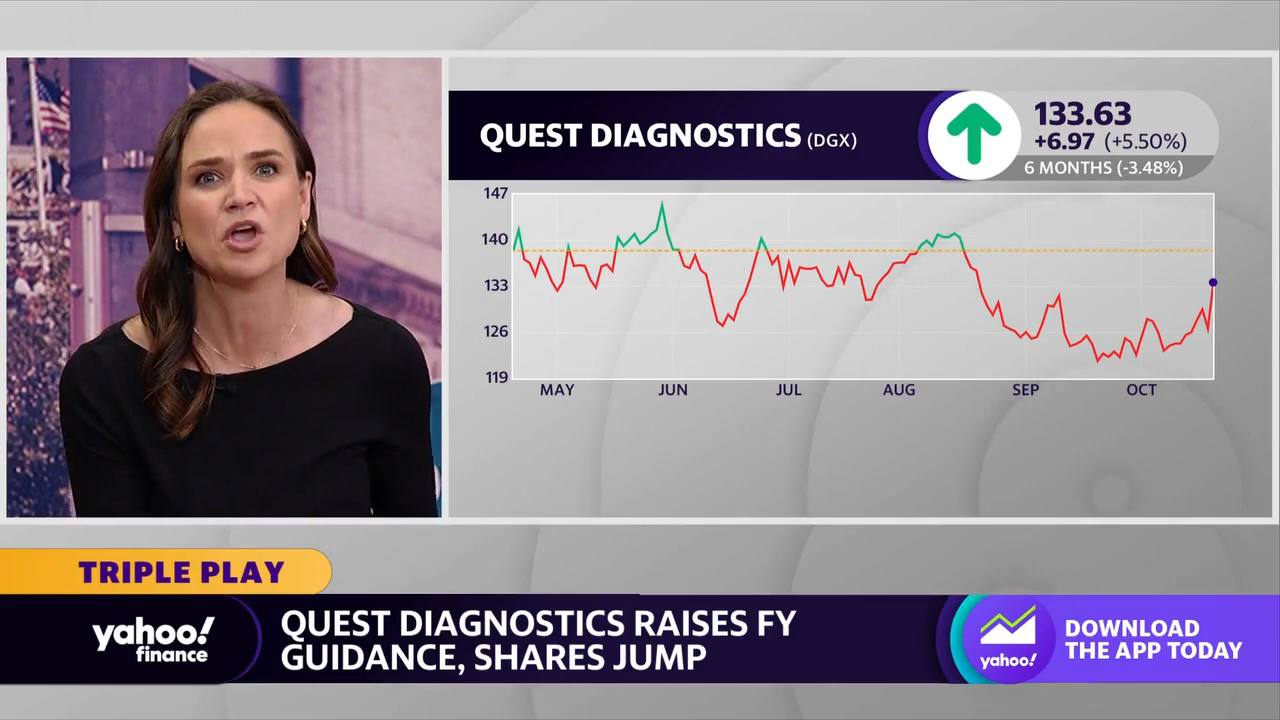 QUEST DIAGNOSTICS (DGX)
133.63
+6.97 (+5.50%)
6 MONTHS (-3.48%)
147
140
133
126
119
MAY JUN JUL AUG SEP OCT
TRIPLE PLAY
yahoo!
finance
QUEST DIAGNOSTICS RAISES FY
GUIDANCE, SHARES JUMP
yahoo!
DOWNLOAD
THE APP TODAY